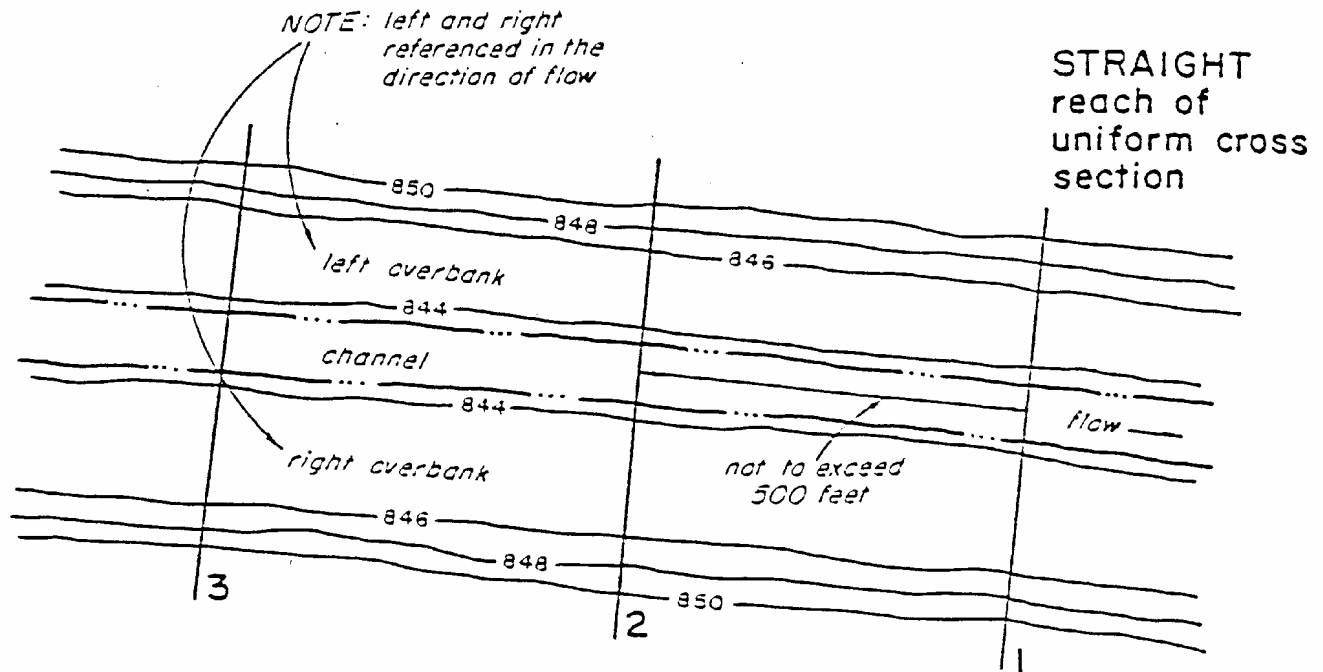 NOTE: left and right
referenced in the
direction of flow
STRAIGHT
reach of
uniform cross
section
850
848
846
left overbank
844
channel
844
flow
right overbank
not to exceed
500 feet
846
848
850
3
2
1